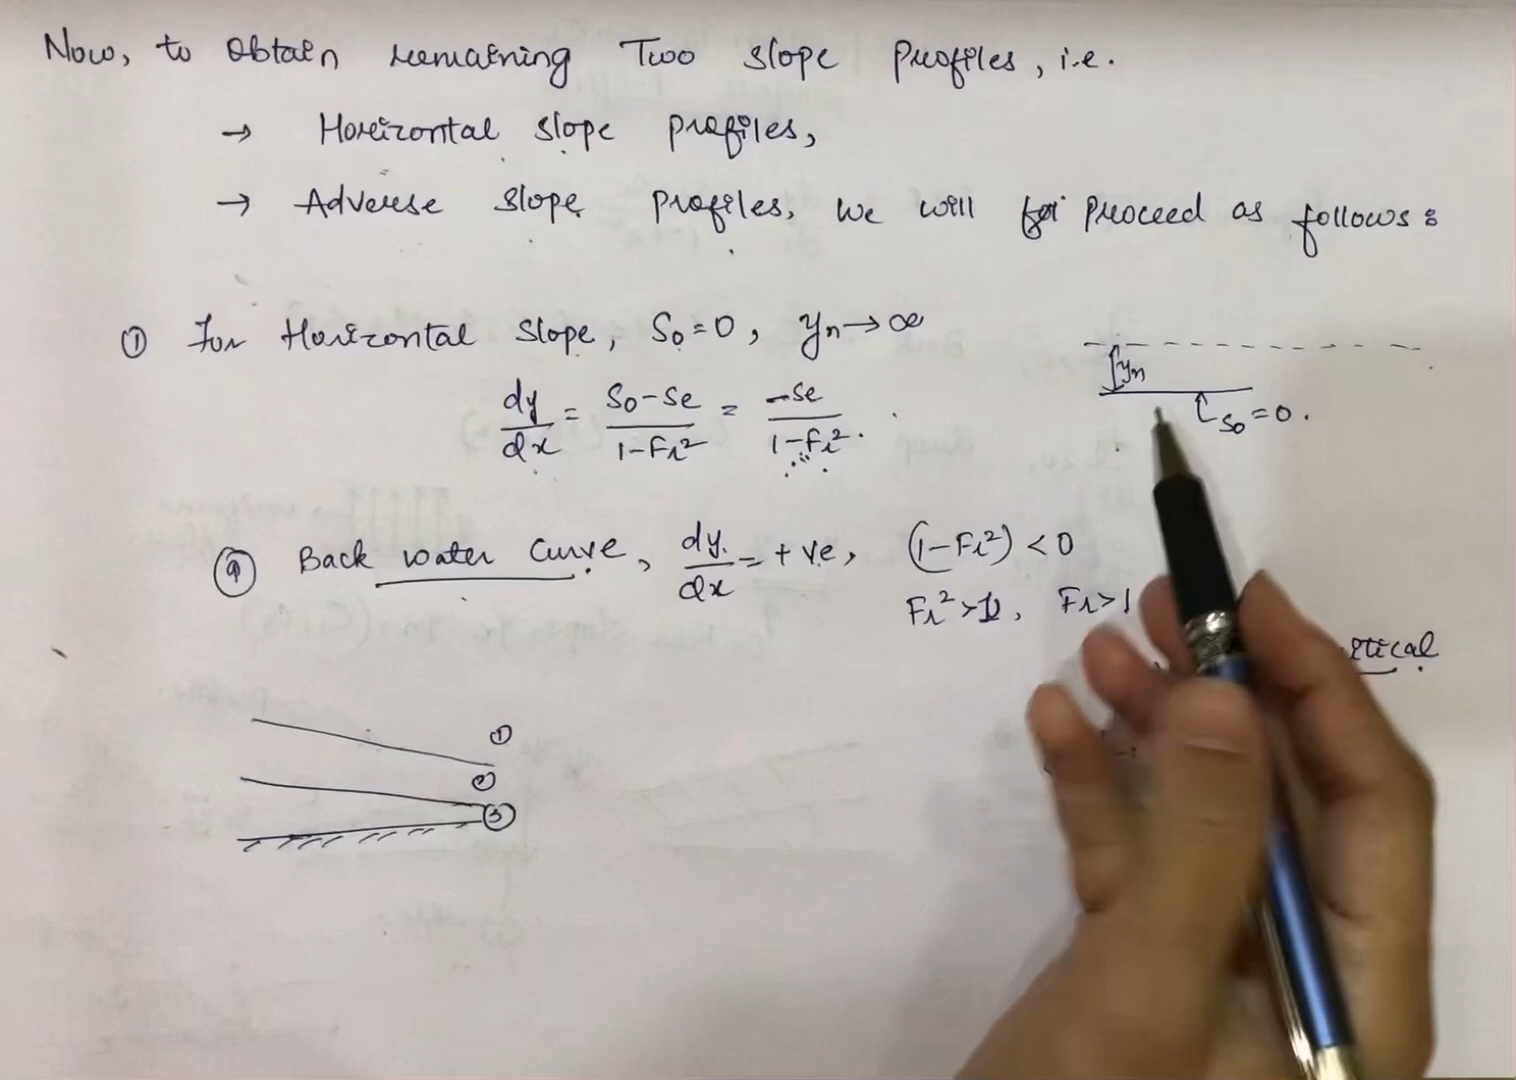 Now, to obtain remaining Two slope profiles, i.e.
→ Horizontal slope profiles,
→ Adverse slope profiles, we will proceed as follows :
① For Horizontal Slope, S₀=0, yₙ→∞
yₙ
S₀=0.
dy/dx = S₀-Se/1-Fr² = -Se/1-Fr².
ⓐ Back water curve, dy/dx = +ve, (1-Fr²) < 0
Fr²>1, Fr>1
①
②
③